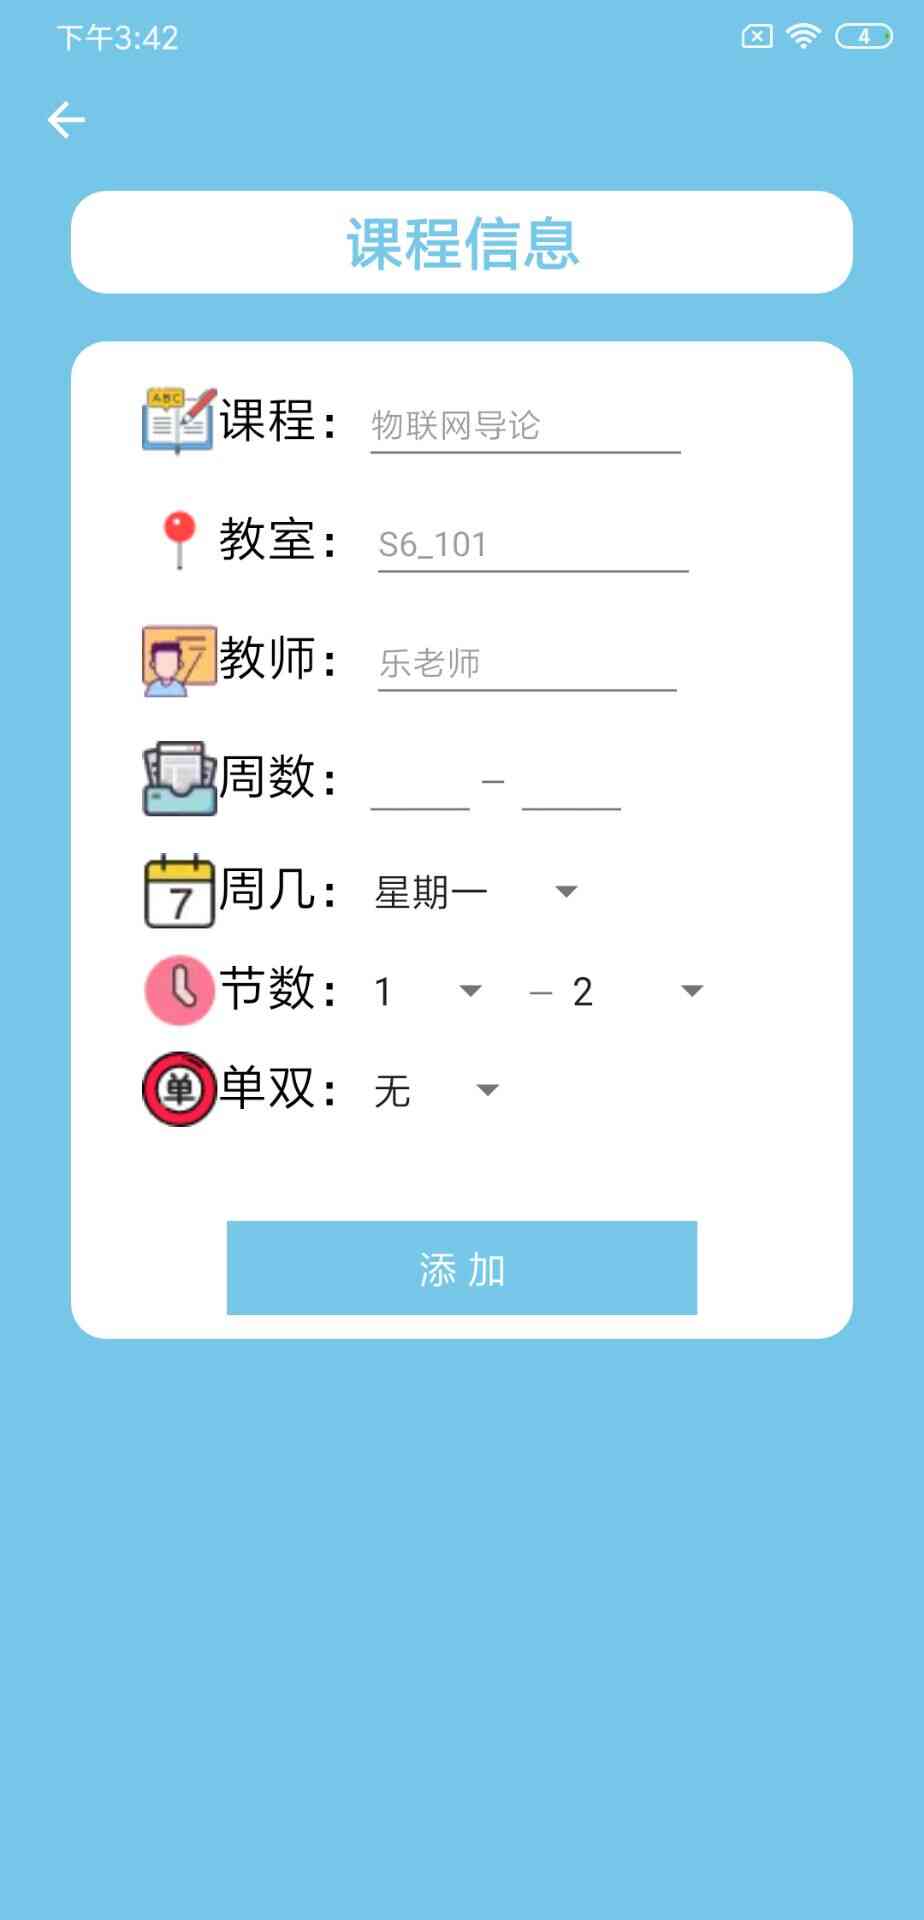 下午3:42 4
课程信息
ABC 课程： 物联网导论
教室： S6_101
教师： 乐老师
周数： –
7 周几： 星期一
节数： 1 – 2
单 单双： 无
添 加